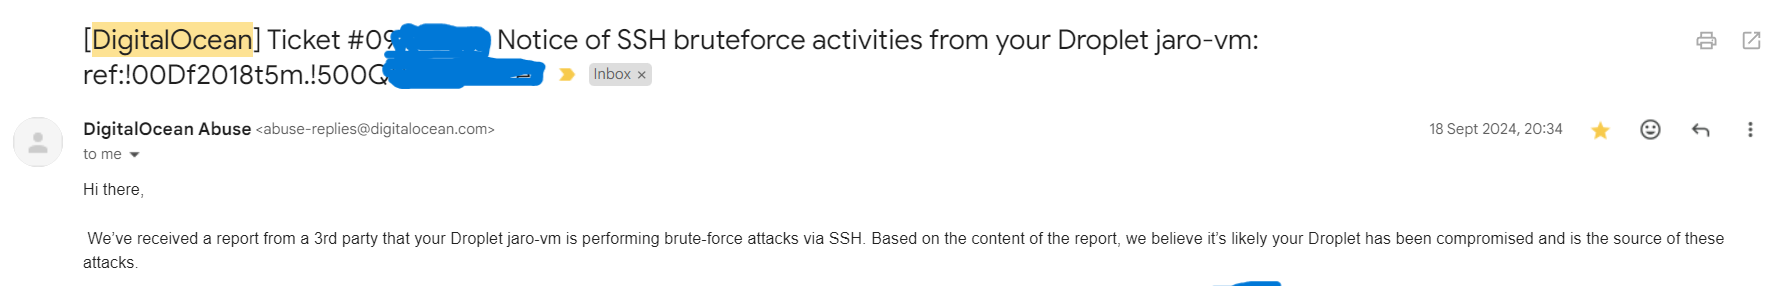 [DigitalOcean] Ticket #09 Notice of SSH bruteforce activities from your Droplet jaro-vm:
ref:!00Df2018t5m.!500Q Inbox ×
DigitalOcean Abuse <abuse-replies@digitalocean.com> 18 Sept 2024, 20:34
to me
Hi there,
We’ve received a report from a 3rd party that your Droplet jaro-vm is performing brute-force attacks via SSH. Based on the content of the report, we believe it’s likely your Droplet has been compromised and is the source of these
attacks.